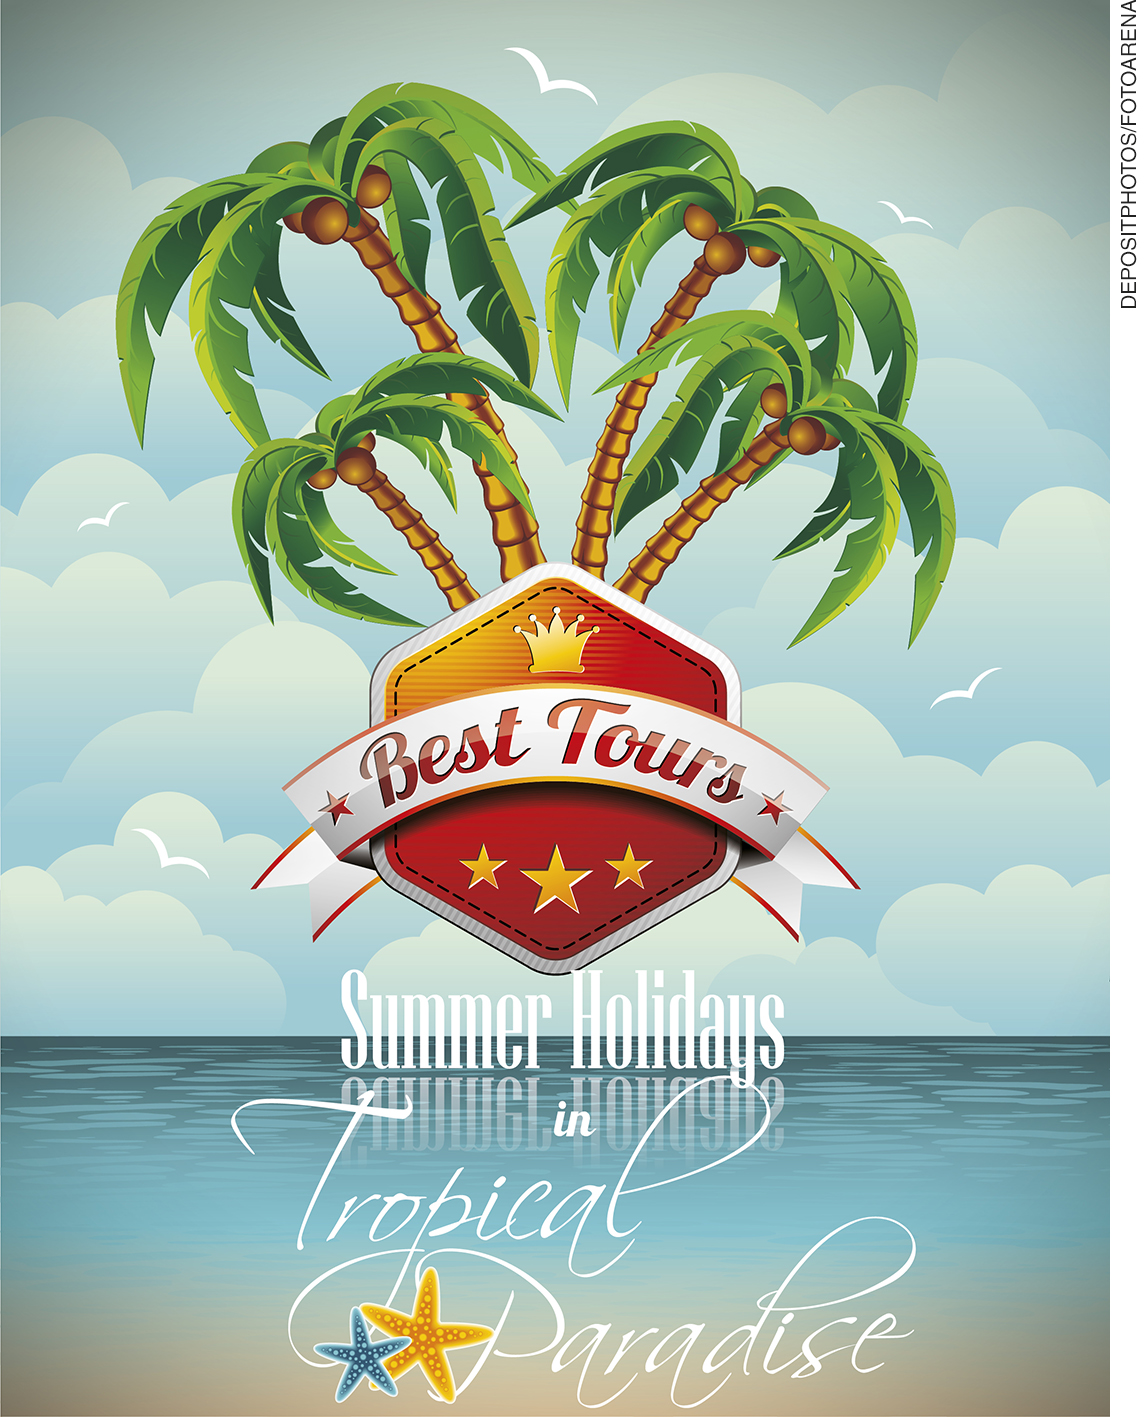 DEPOSITPHOTOS/FOTOARENA
Best Tours
Summer Holidays
in
Tropical
Paradise